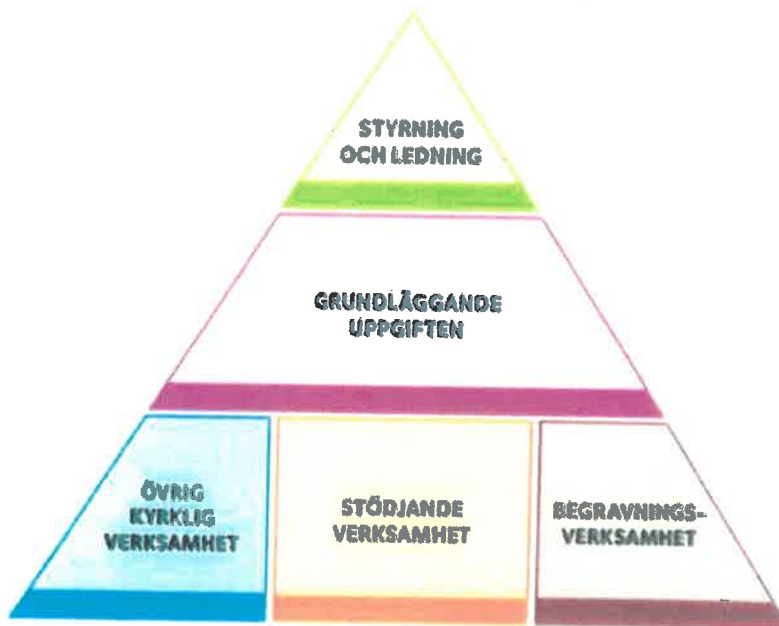 STYRNING
OCH LEDNING
GRUNDLÄGGANDE
UPPGIFTEN
ÖVRIG
KYRKLIG
VERKSAMHET
STÖDJANDE
VERKSAMHET
BEGRAVNINGS-
VERKSAMHET